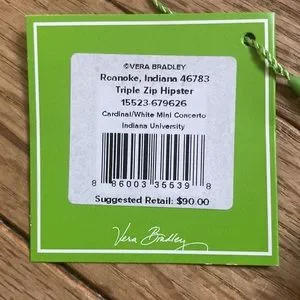 ©VERA BRADLEY
Roanoke, Indiana 46783
Triple Zip Hipster
15523-679626
Cardinal/White Mini Concerto
Indiana University
8 86003 35539 8
Suggested Retail: $90.00
Vera Bradley